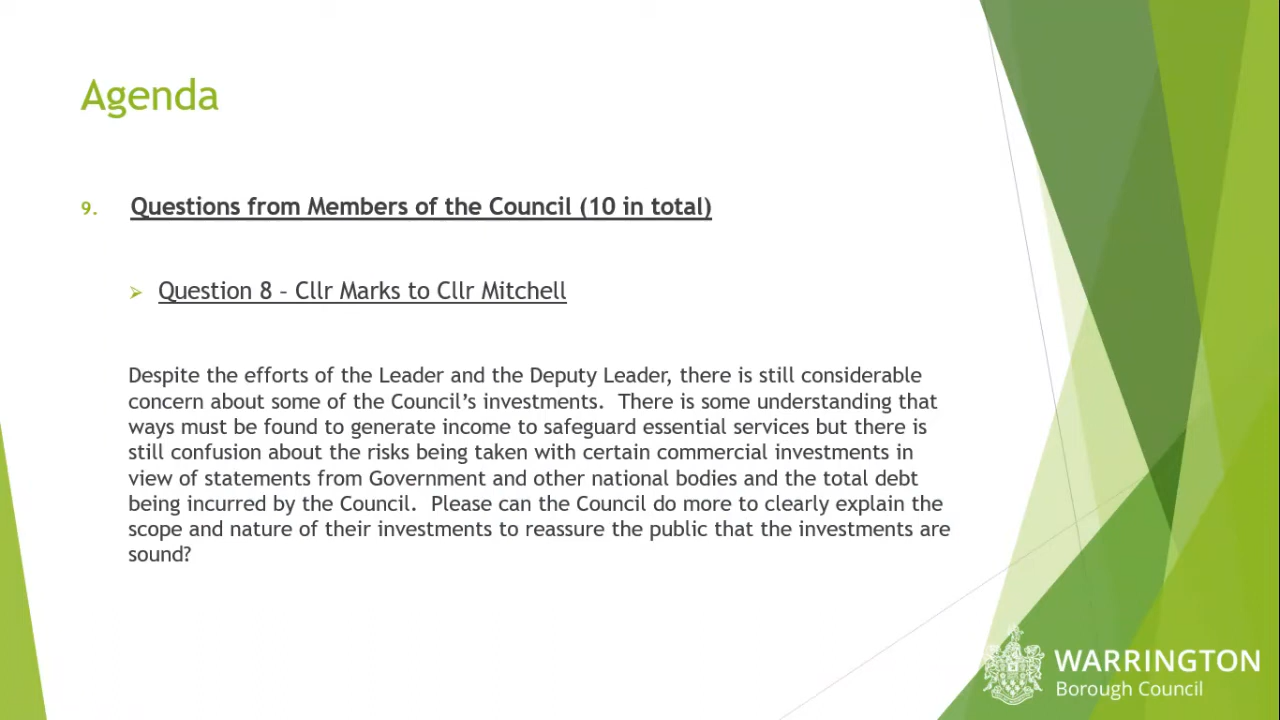 Agenda
9. Questions from Members of the Council (10 in total)
Question 8 – Cllr Marks to Cllr Mitchell
Despite the efforts of the Leader and the Deputy Leader, there is still considerable
concern about some of the Council’s investments.  There is some understanding that
ways must be found to generate income to safeguard essential services but there is
still confusion about the risks being taken with certain commercial investments in
view of statements from Government and other national bodies and the total debt
being incurred by the Council.  Please can the Council do more to clearly explain the
scope and nature of their investments to reassure the public that the investments are
sound?
WARRINGTON
Borough Council